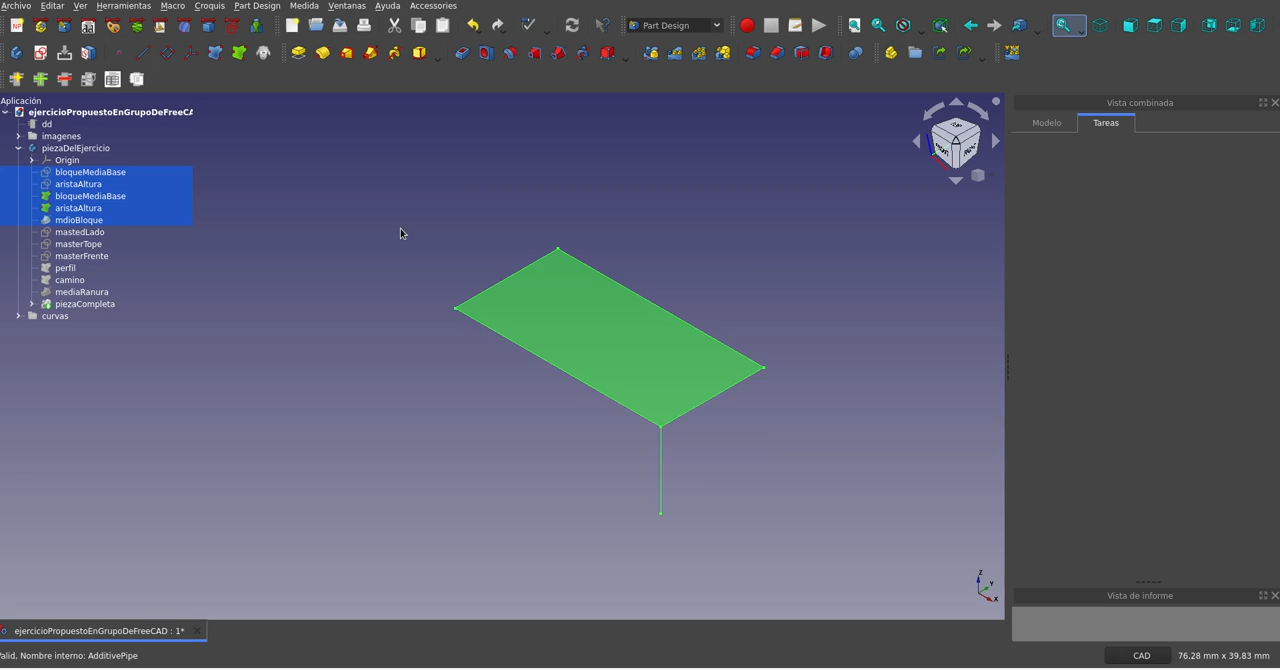 Archivo Editar Ver Herramientas Macro Croquis Part Design Medida Ventanas Ayuda Accessories
Part Design
Aplicación
ejercicioPropuestoEnGrupoDeFreeCA
dd
imagenes
piezaDelEjercicio
Origin
bloqueMediaBase
aristaAltura
bloqueMediaBase
aristaAltura
mdioBloque
mastedLado
masterTope
masterFrente
perfil
camino
mediaRanura
piezaCompleta
curvas
Vista combinada
Modelo Tareas
Z
Y
X
Vista de informe
ejercicioPropuestoEnGrupoDeFreeCAD : 1*
alid, Nombre interno: AdditivePipe
CAD 76,28 mm x 39,83 mm